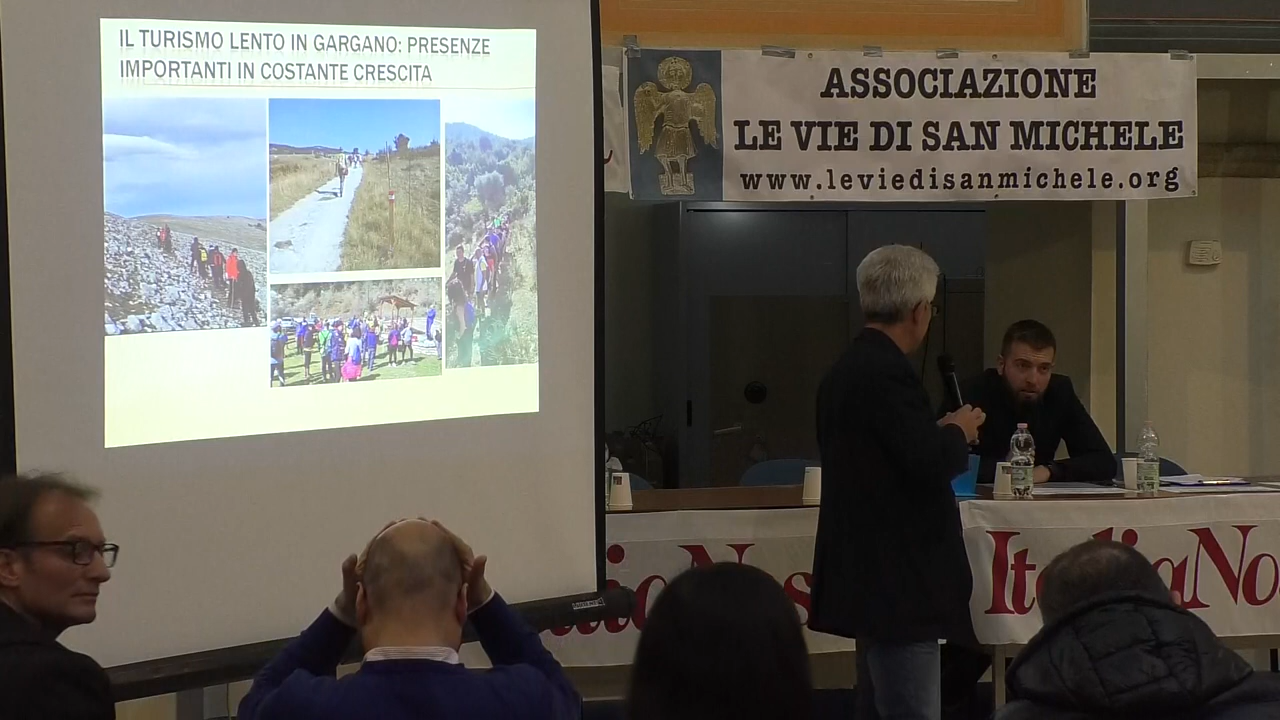 IL TURISMO LENTO IN GARGANO: PRESENZE
IMPORTANTI IN COSTANTE CRESCITA
ASSOCIAZIONE
LE VIE DI SAN MICHELE
www.leviedisanmichele.org